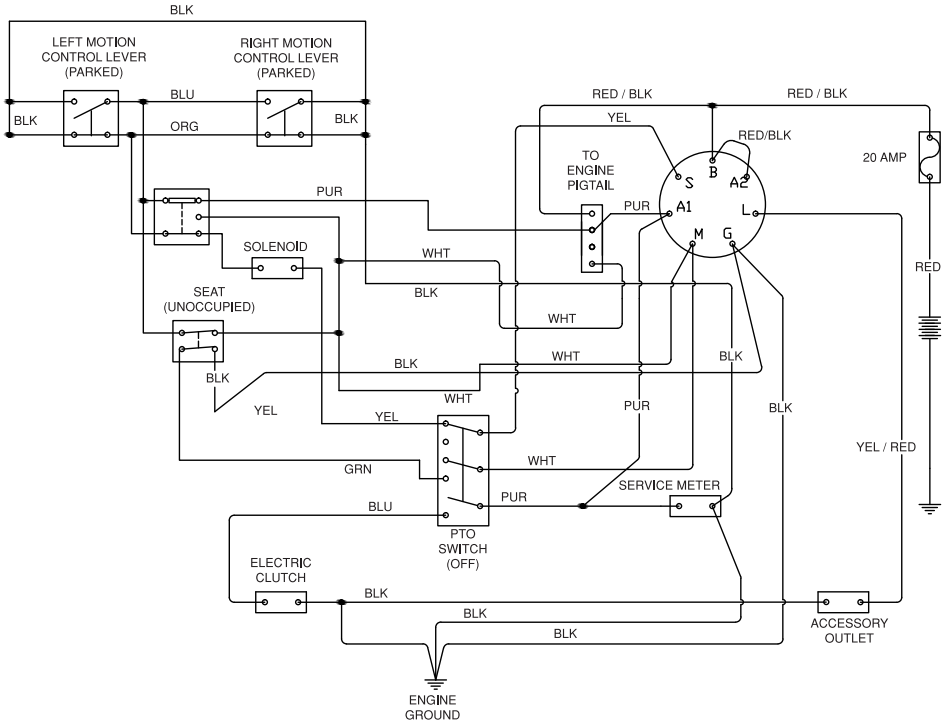 BLK
LEFT MOTION
CONTROL LEVER
(PARKED)
RIGHT MOTION
CONTROL LEVER
(PARKED)
BLU
BLK
BLK
ORG
RED / BLK
RED / BLK
YEL
RED/BLK
TO
ENGINE
PIGTAIL
20 AMP
B
S
A2
A1
L
M
G
PUR
PUR
SOLENOID
WHT
RED
SEAT
(UNOCCUPIED)
BLK
WHT
WHT
BLK
BLK
BLK
WHT
YEL
YEL
PUR
BLK
YEL / RED
GRN
WHT
SERVICE METER
PUR
BLU
PTO
SWITCH
(OFF)
ELECTRIC
CLUTCH
BLK
BLK
BLK
ACCESSORY
OUTLET
ENGINE
GROUND